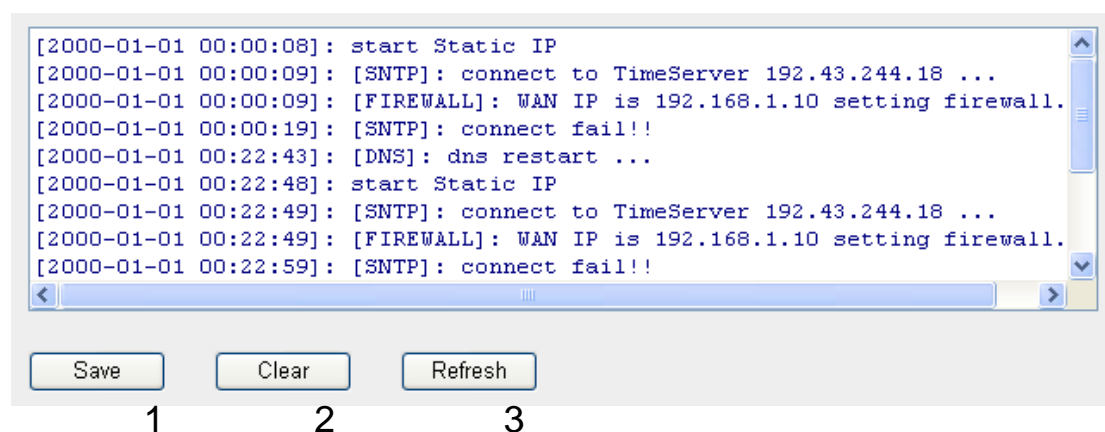 [2000-01-01 00:00:08]: start Static IP
[2000-01-01 00:00:09]: [SNTP]: connect to TimeServer 192.43.244.18 ...
[2000-01-01 00:00:09]: [FIREWALL]: WAN IP is 192.168.1.10 setting firewall.
[2000-01-01 00:00:19]: [SNTP]: connect fail!!
[2000-01-01 00:22:43]: [DNS]: dns restart ...
[2000-01-01 00:22:48]: start Static IP
[2000-01-01 00:22:49]: [SNTP]: connect to TimeServer 192.43.244.18 ...
[2000-01-01 00:22:49]: [FIREWALL]: WAN IP is 192.168.1.10 setting firewall.
[2000-01-01 00:22:59]: [SNTP]: connect fail!!
Save Clear Refresh
1 2 3